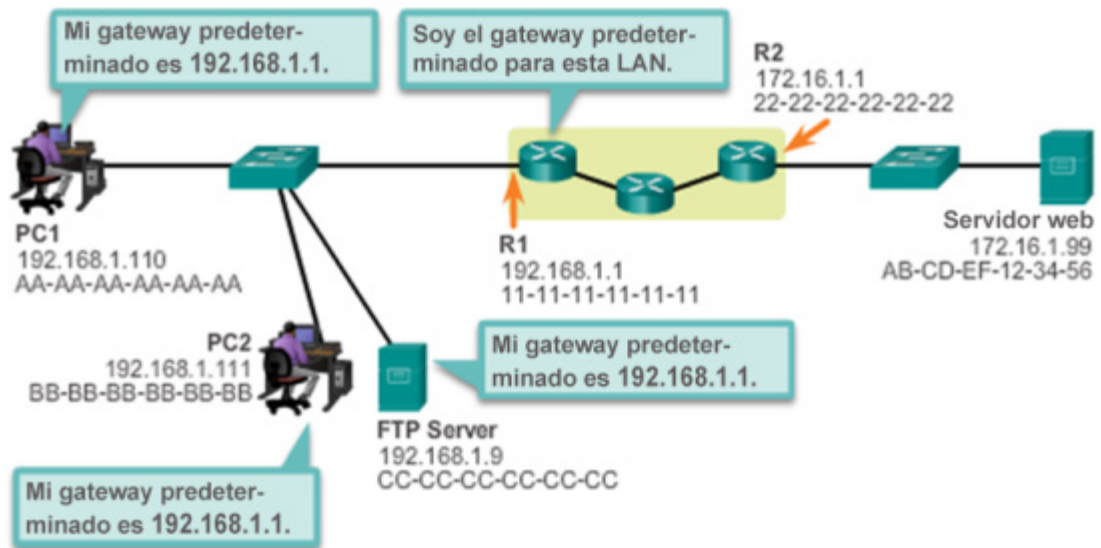 Mi gateway predeter-
minado es 192.168.1.1.
Soy el gateway predeter-
minado para esta LAN.
R2
172.16.1.1
22-22-22-22-22-22
PC1
192.168.1.110
AA-AA-AA-AA-AA-AA
R1
192.168.1.1
11-11-11-11-11-11
Servidor web
172.16.1.99
AB-CD-EF-12-34-56
PC2
192.168.1.111
BB-BB-BB-BB-BB-BB
Mi gateway predeter-
minado es 192.168.1.1.
FTP Server
192.168.1.9
CC-CC-CC-CC-CC-CC
Mi gateway predeter-
minado es 192.168.1.1.